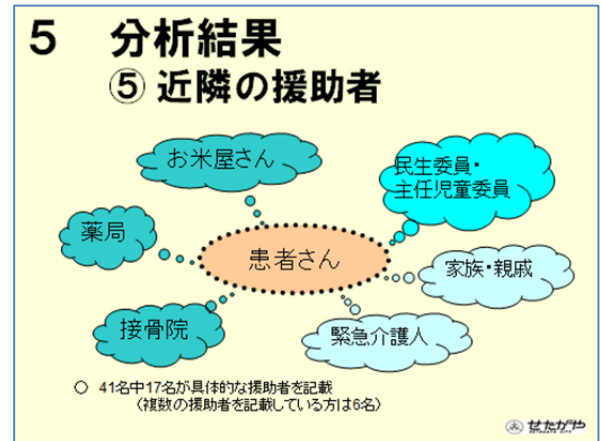 5 分析結果
⑤ 近隣の援助者
お米屋さん
民生委員・
主任児童委員
薬局
患者さん
家族・親戚
接骨院
緊急介護人
○ 41名中17名が具体的な援助者を記載
(複数の援助者を記載している方は6名)
せたがや
SETAGAYA CITY